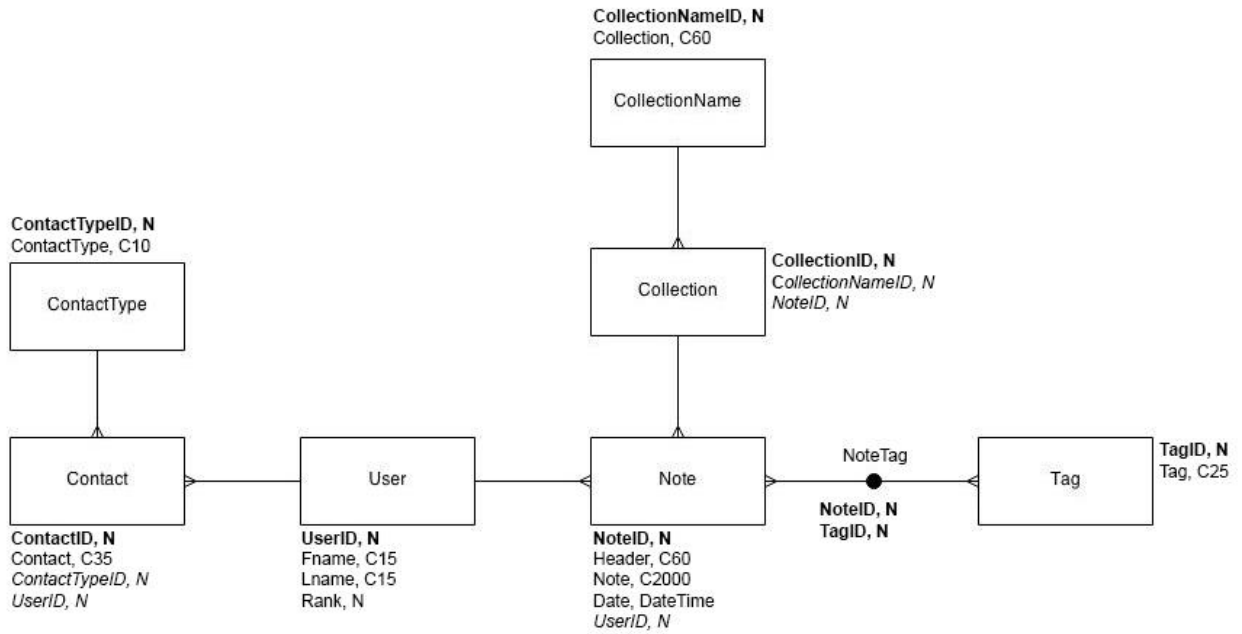 CollectionNameID, N
Collection, C60
CollectionName
ContactTypeID, N
ContactType, C10
ContactType
Collection
CollectionID, N
CollectionNameID, N
NoteID, N
Contact
ContactID, N
Contact, C35
ContactTypeID, N
UserID, N
User
UserID, N
Fname, C15
Lname, C15
Rank, N
Note
NoteID, N
Header, C60
Note, C2000
Date, DateTime
UserID, N
NoteTag
NoteID, N
TagID, N
Tag
TagID, N
Tag, C25